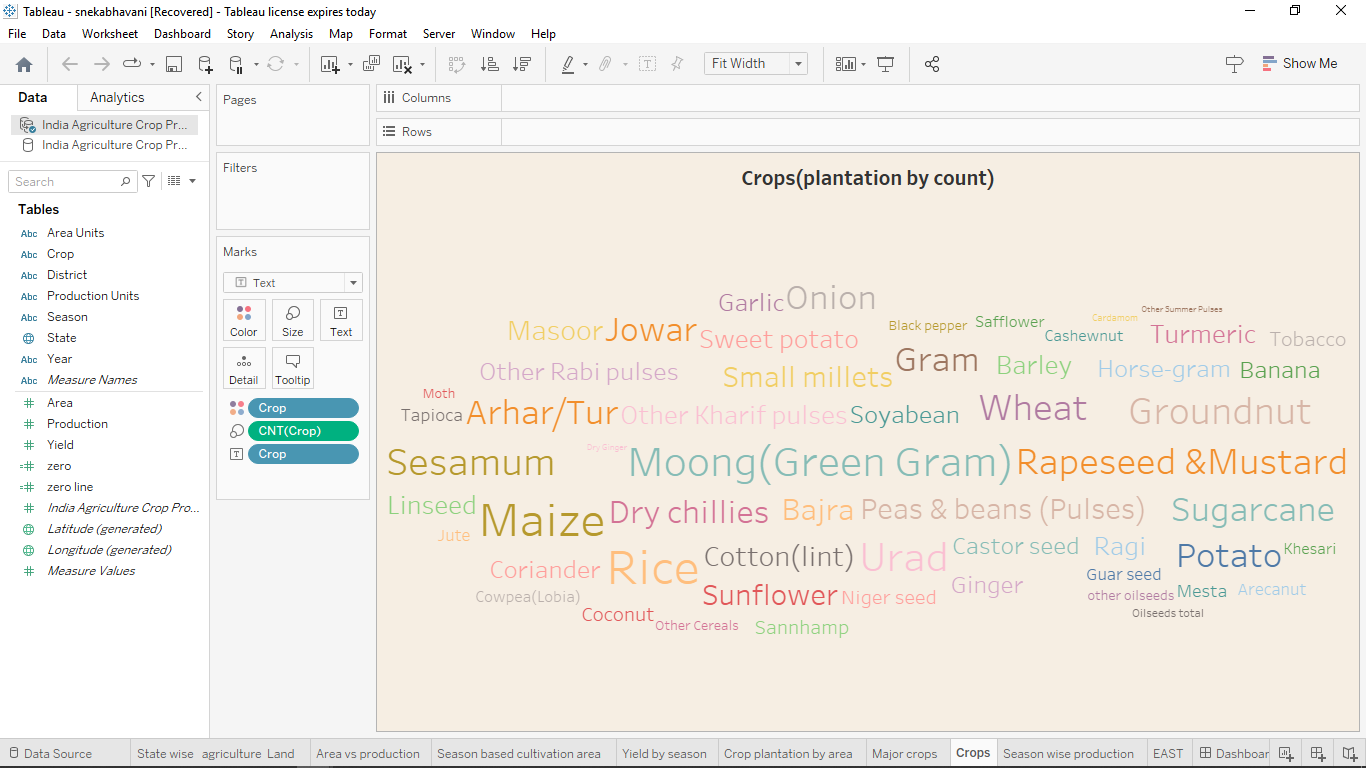 Tableau - snekabhavani [Recovered] - Tableau license expires today
File Data Worksheet Dashboard Story Analysis Map Format Server Window Help
Fit Width
Show Me
Data Analytics
India Agriculture Crop Pr...
India Agriculture Crop Pr...
Search
Tables
Abc Area Units
Abc Crop
Abc District
Abc Production Units
Abc Season
State
Abc Year
Abc Measure Names
Area
Production
Yield
zero
zero line
India Agriculture Crop Pro...
Latitude (generated)
Longitude (generated)
Measure Values
Pages
Filters
Marks
Text
Color Size Text
Detail Tooltip
Crop
CNT(Crop)
Crop
Columns
Rows
Crops(plantation by count)
Garlic Onion
Other Summer Pulses
Cardamom
Masoor Jowar Sweet potato Black pepper Safflower Cashewnut Turmeric Tobacco
Other Rabi pulses Small millets Gram Barley Horse-gram Banana
Moth
Tapioca Arhar/Tur Other Kharif pulses Soyabean Wheat Groundnut
Dry Ginger
Sesamum Moong(Green Gram) Rapeseed &Mustard
Linseed Maize Dry chillies Bajra Peas & beans (Pulses) Sugarcane
Jute
Coriander Rice Cotton(lint) Urad Castor seed Ragi Potato Khesari
Guar seed
Cowpea(Lobia) Sunflower Niger seed Ginger other oilseeds Mesta Arecanut
Coconut Other Cereals Sannhamp Oilseeds total
Data Source State wise agriculture Land Area vs production Season based cultivation area Yield by season Crop plantation by area Major crops Crops Season wise production EAST Dashboar